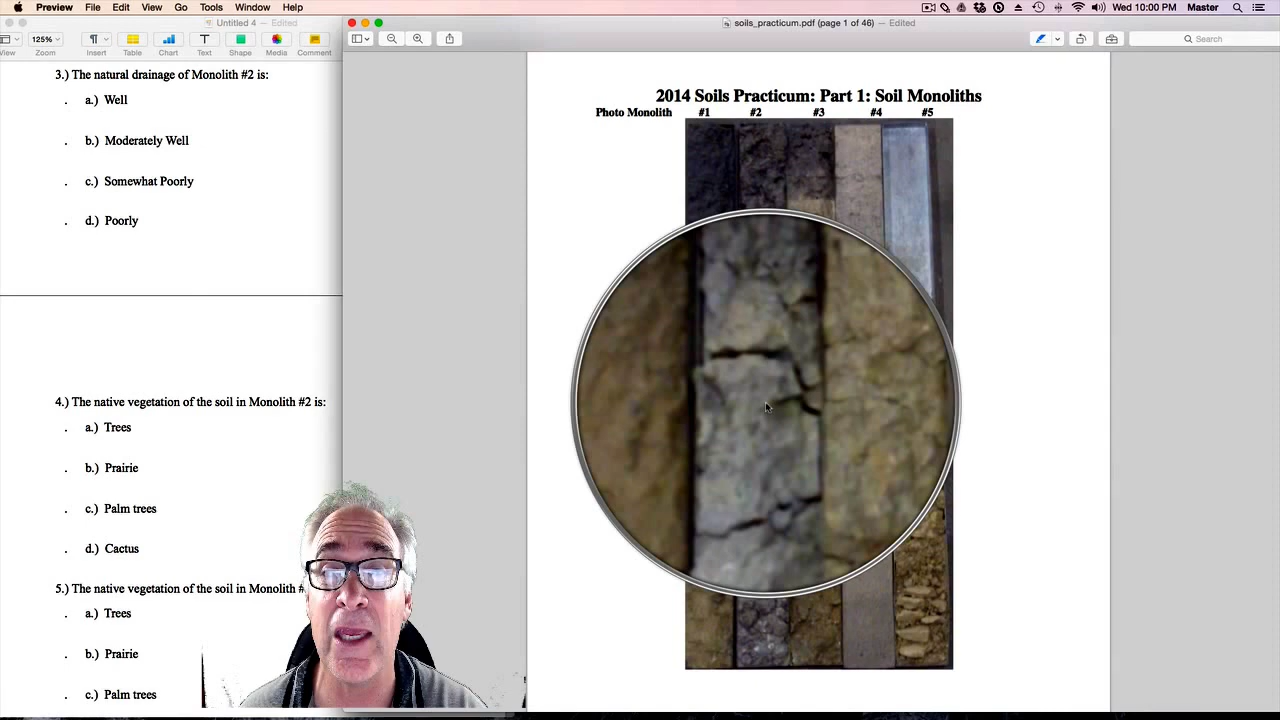 Preview File Edit View Go Tools Window Help
Wed 10:00 PM Master
Untitled 4 — Edited
soils_practicum.pdf (page 1 of 46) — Edited
125%
View Zoom Insert Table Chart Text Shape Media Comment
Search
3.) The natural drainage of Monolith #2 is:
. a.) Well
. b.) Moderately Well
. c.) Somewhat Poorly
. d.) Poorly
4.) The native vegetation of the soil in Monolith #2 is:
. a.) Trees
. b.) Prairie
. c.) Palm trees
. d.) Cactus
5.) The native vegetation of the soil in Monolith #
. a.) Trees
. b.) Prairie
. c.) Palm trees
2014 Soils Practicum: Part 1: Soil Monoliths
Photo Monolith #1 #2 #3 #4 #5